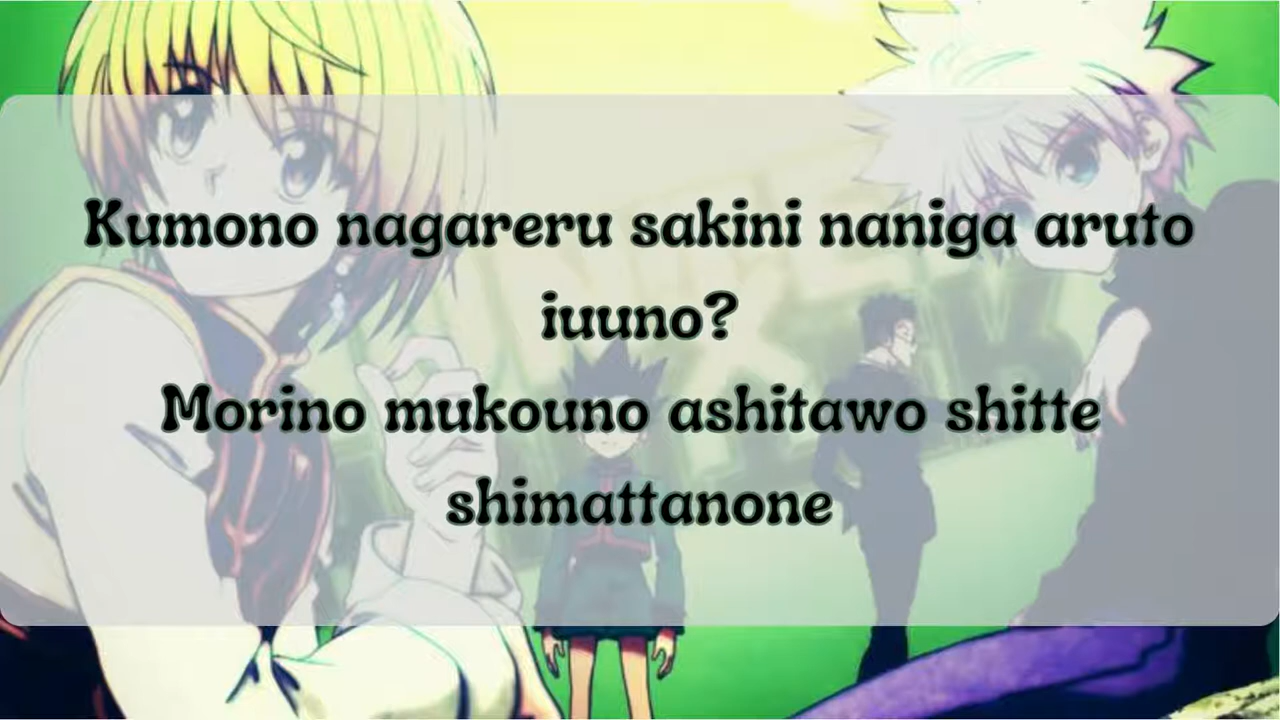 Kumono nagareru sakini naniga aruto
iuuno?
Morino mukouno ashitawo shitte
shimattanone